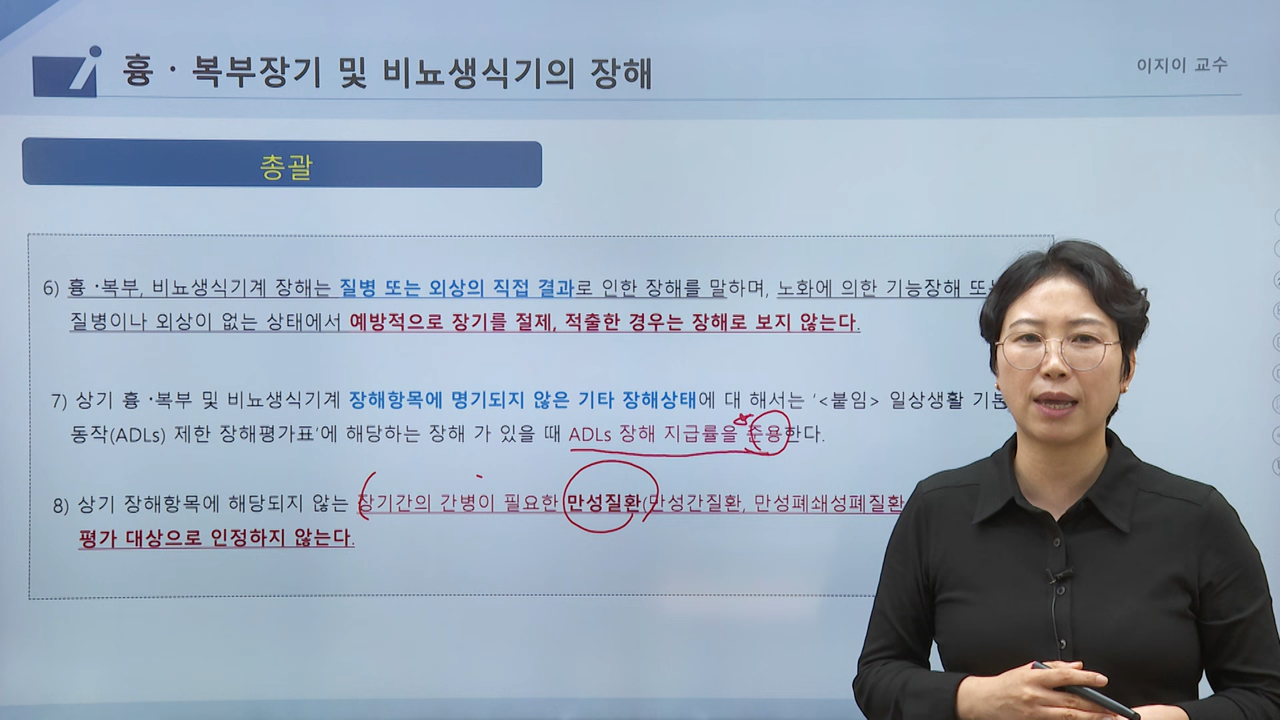 흉 · 복부장기 및 비뇨생식기의 장해
이지이 교수
총괄
6) 흉 ·복부, 비뇨생식기계 장해는 질병 또는 외상의 직접 결과로 인한 장해를 말하며, 노화에 의한 기능장해
질병이나 외상이 없는 상태에서 예방적으로 장기를 절제, 적출한 경우는 장해로 보지 않는다.
7) 상기 흉 ·복부 및 비뇨생식기계 장해항목에 명기되지 않은 기타 장해상태에 대 해서는 '<붙임> 일상생활 기본
동작(ADLs) 제한 장해평가표'에 해당하는 장해 가 있을 때 ADLs 장해 지급률을 준용한다.
8) 상기 장해항목에 해당되지 않는 장기간의 간병이 필요한 만성질환(만성간질환, 만성폐쇄성폐질환
평가 대상으로 인정하지 않는다.